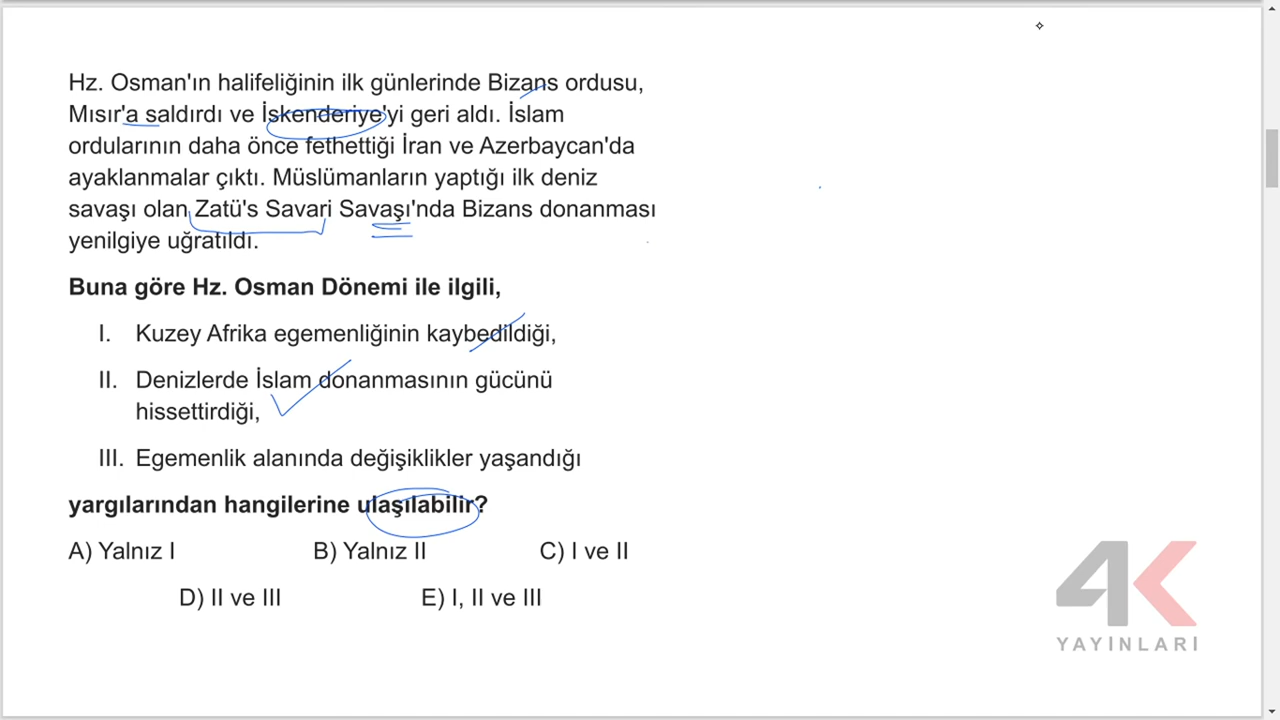 Hz. Osman'ın halifeliğinin ilk günlerinde Bizans ordusu,
Mısır'a saldırdı ve İskenderiye'yi geri aldı. İslam
ordularının daha önce fethettiği İran ve Azerbaycan'da
ayaklanmalar çıktı. Müslümanların yaptığı ilk deniz
savaşı olan Zatü's Savari Savaşı'nda Bizans donanması
yenilgiye uğratıldı.
Buna göre Hz. Osman Dönemi ile ilgili,
I. Kuzey Afrika egemenliğinin kaybedildiği,
II. Denizlerde İslam donanmasının gücünü
hissettirdiği,
III. Egemenlik alanında değişiklikler yaşandığı
yargılarından hangilerine ulaşılabilir?
A) Yalnız I B) Yalnız II C) I ve II
D) II ve III E) I, II ve III
4K
YAYINLARI